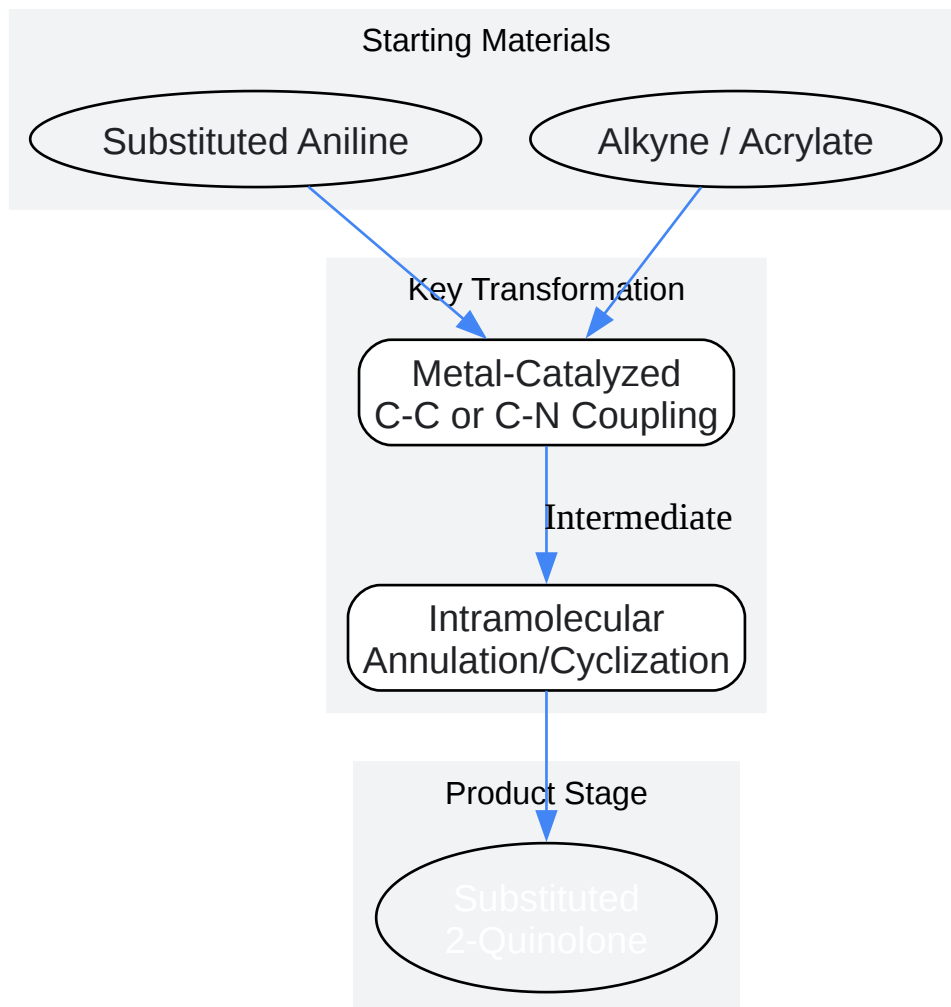 Starting Materials
Substituted Aniline
Alkyne / Acrylate
Key Transformation
Metal-Catalyzed
C-C or C-N Coupling
Intermediate
Intramolecular
Annulation/Cyclization
Product Stage
Substituted
2-Quinolone